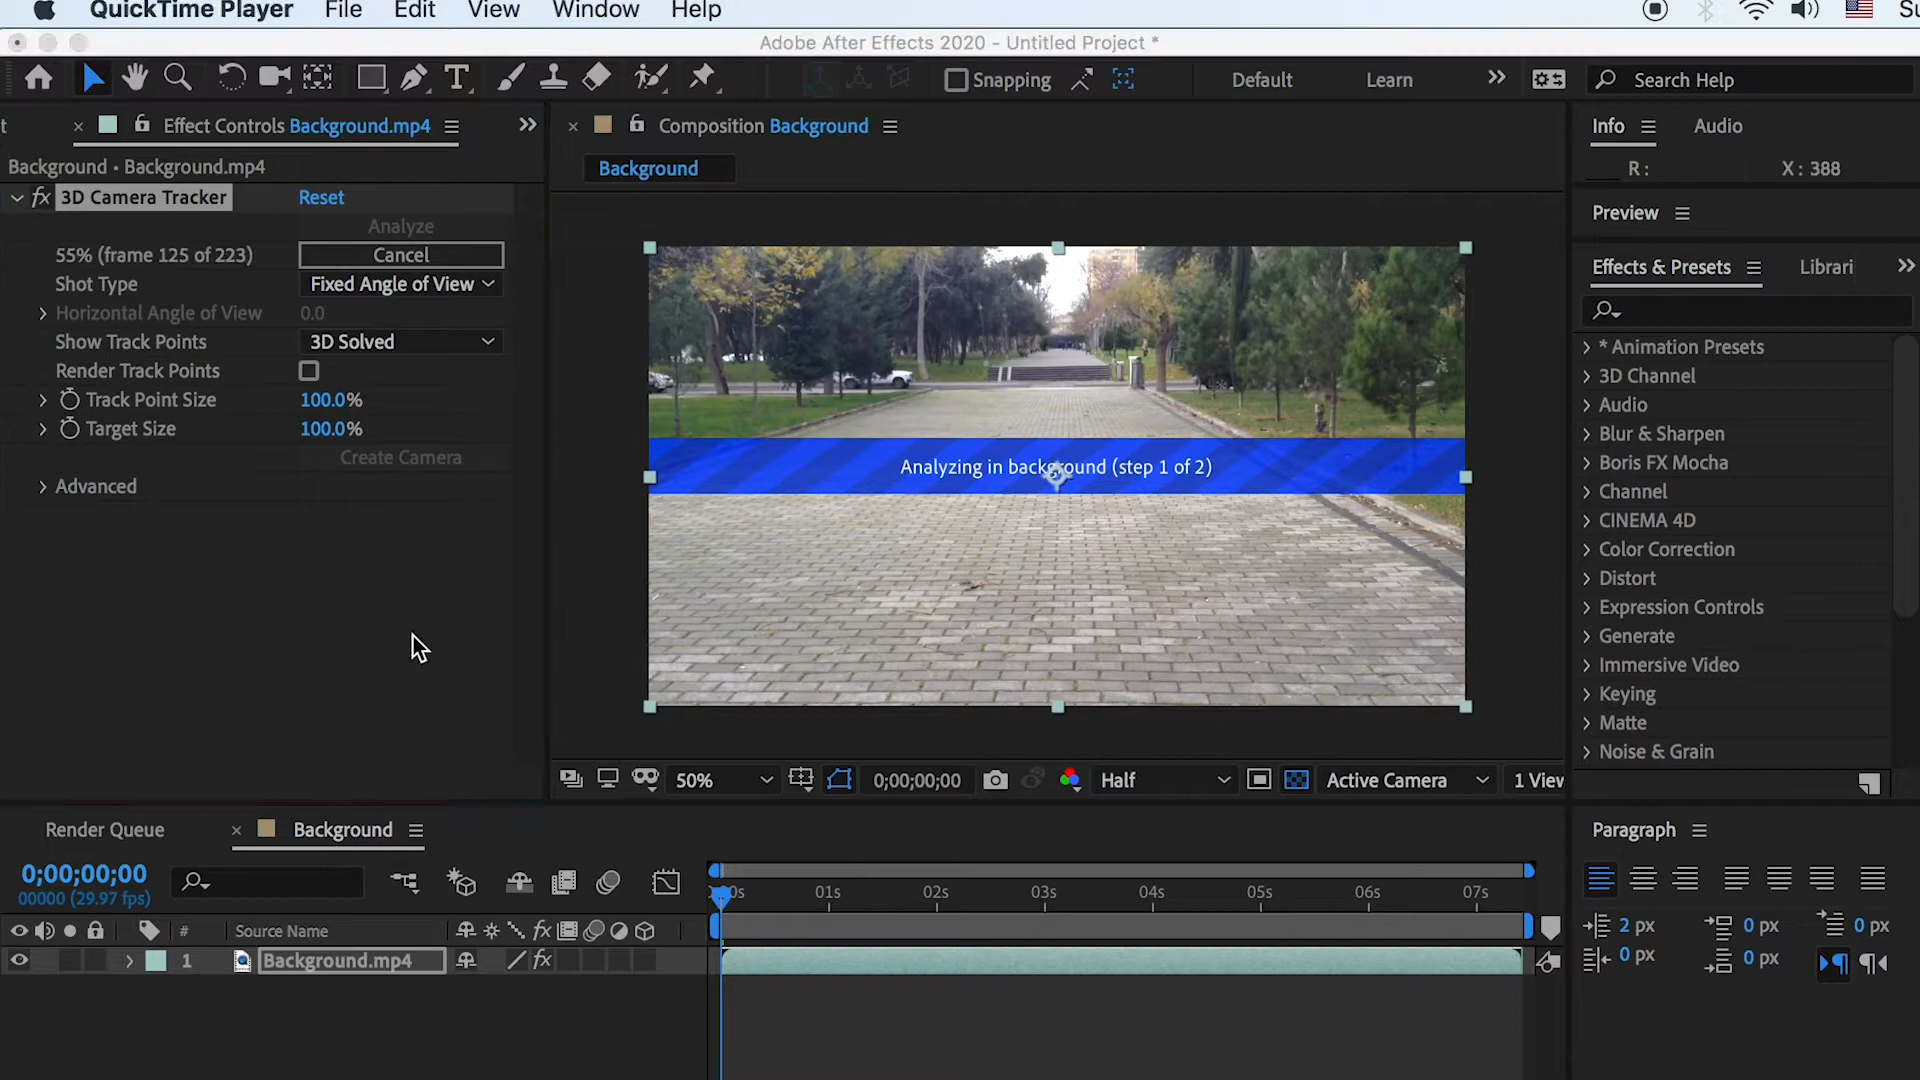 QuickTime Player File Edit View Window Help
Adobe After Effects 2020 - Untitled Project *
Snapping Default Learn Search Help
Effect Controls Background.mp4
Composition Background
Info Audio
Background • Background.mp4
Background
R: X: 388
3D Camera Tracker Reset
Analyze
55% (frame 125 of 223) Cancel
Shot Type Fixed Angle of View
Horizontal Angle of View 0.0
Show Track Points 3D Solved
Render Track Points
Track Point Size 100.0%
Target Size 100.0%
Create Camera
Advanced
Analyzing in background (step 1 of 2)
Preview
Effects & Presets Librari
* Animation Presets
3D Channel
Audio
Blur & Sharpen
Boris FX Mocha
Channel
CINEMA 4D
Color Correction
Distort
Expression Controls
Generate
Immersive Video
Keying
Matte
Noise & Grain
50% 0;00;00;00 Half Active Camera 1 View
Render Queue Background
Paragraph
0;00;00;00
00000 (29.97 fps)
00s 01s 02s 03s 04s 05s 06s 07s
# Source Name fx
1 Background.mp4 fx
2 px 0 px 0 px
0 px 0 px